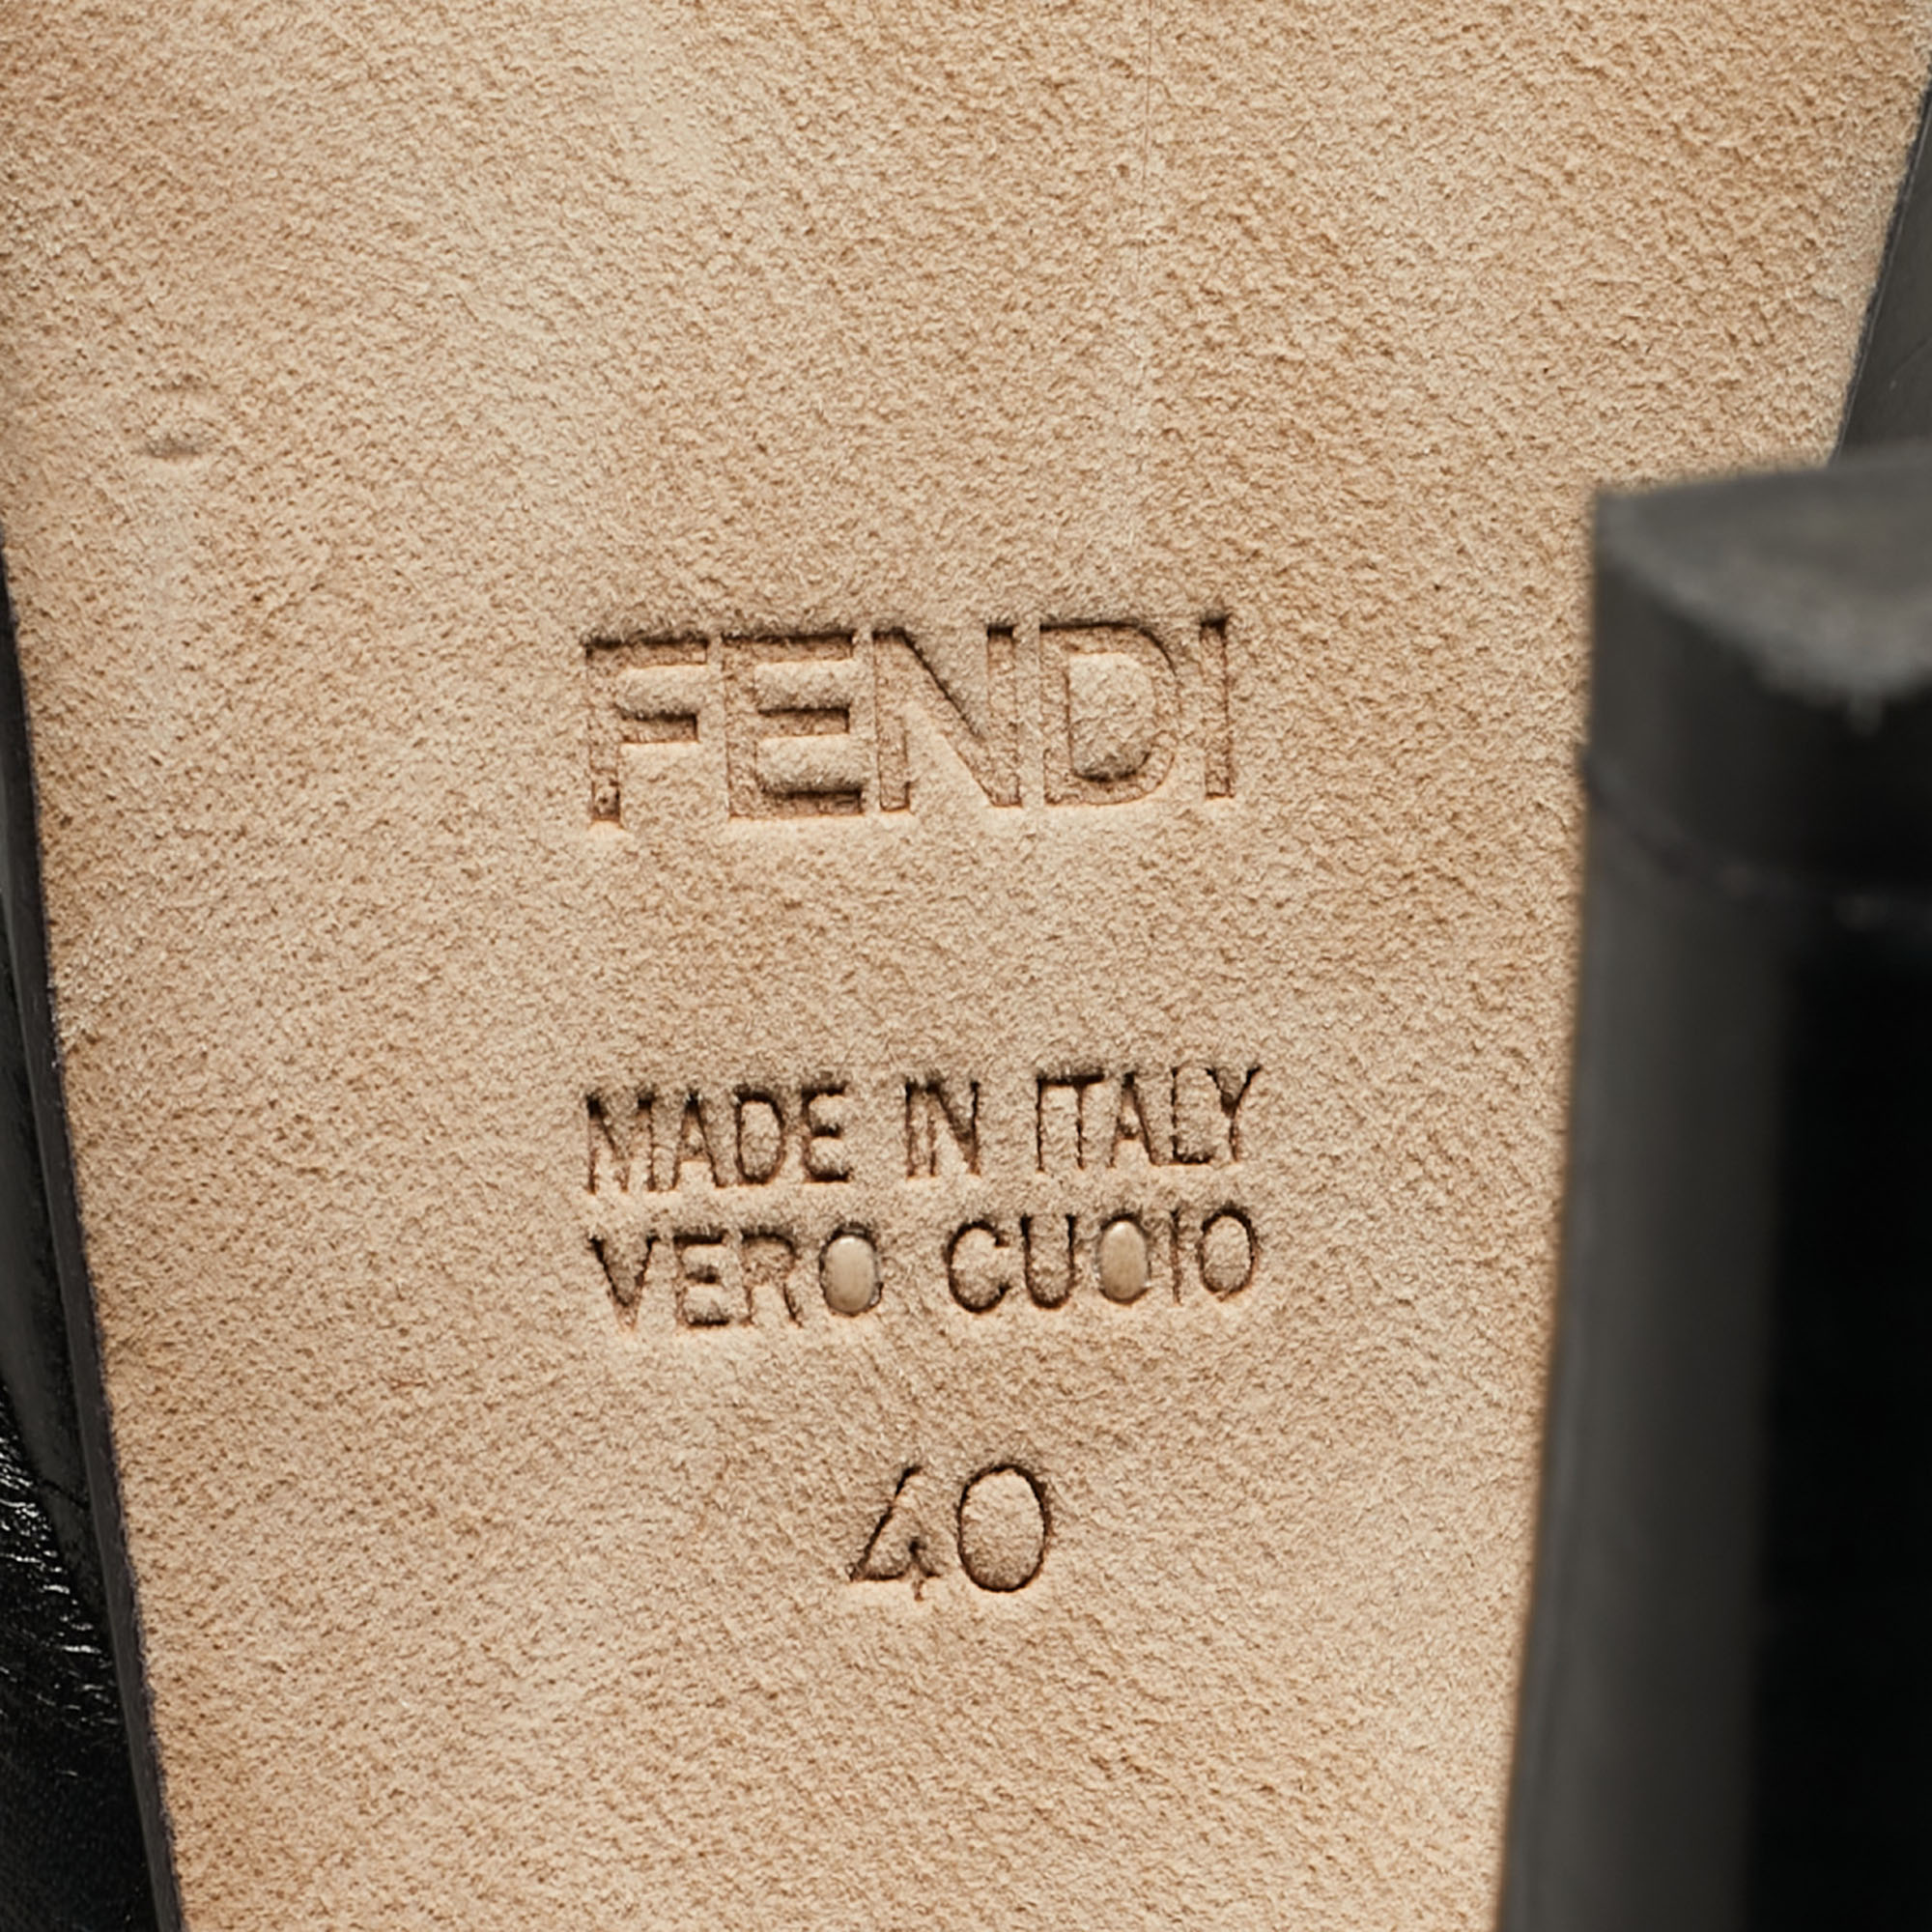 FENDI
MADE IN ITALY
VERO CUOIO
40